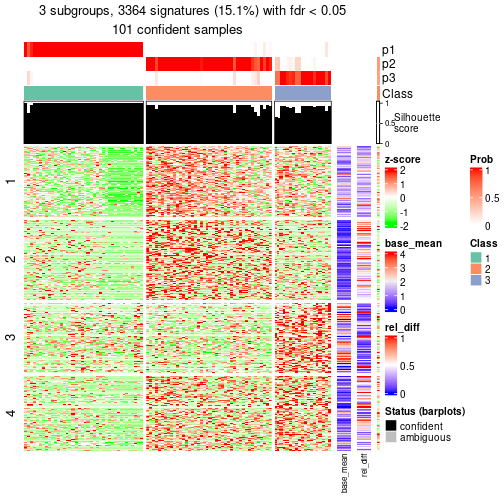 3 subgroups, 3364 signatures (15.1%) with fdr < 0.05
101 confident samples
p1
p2
p3
Class
1
0.5
0
Silhouette
score
1
2
3
4
base_mean
rel_diff
z-score
2
1
0
-1
-2
base_mean
4
3
2
1
0
rel_diff
1
0.5
0
Status (barplots)
confident
ambiguous
Prob
1
0.5
0
Class
1
2
3